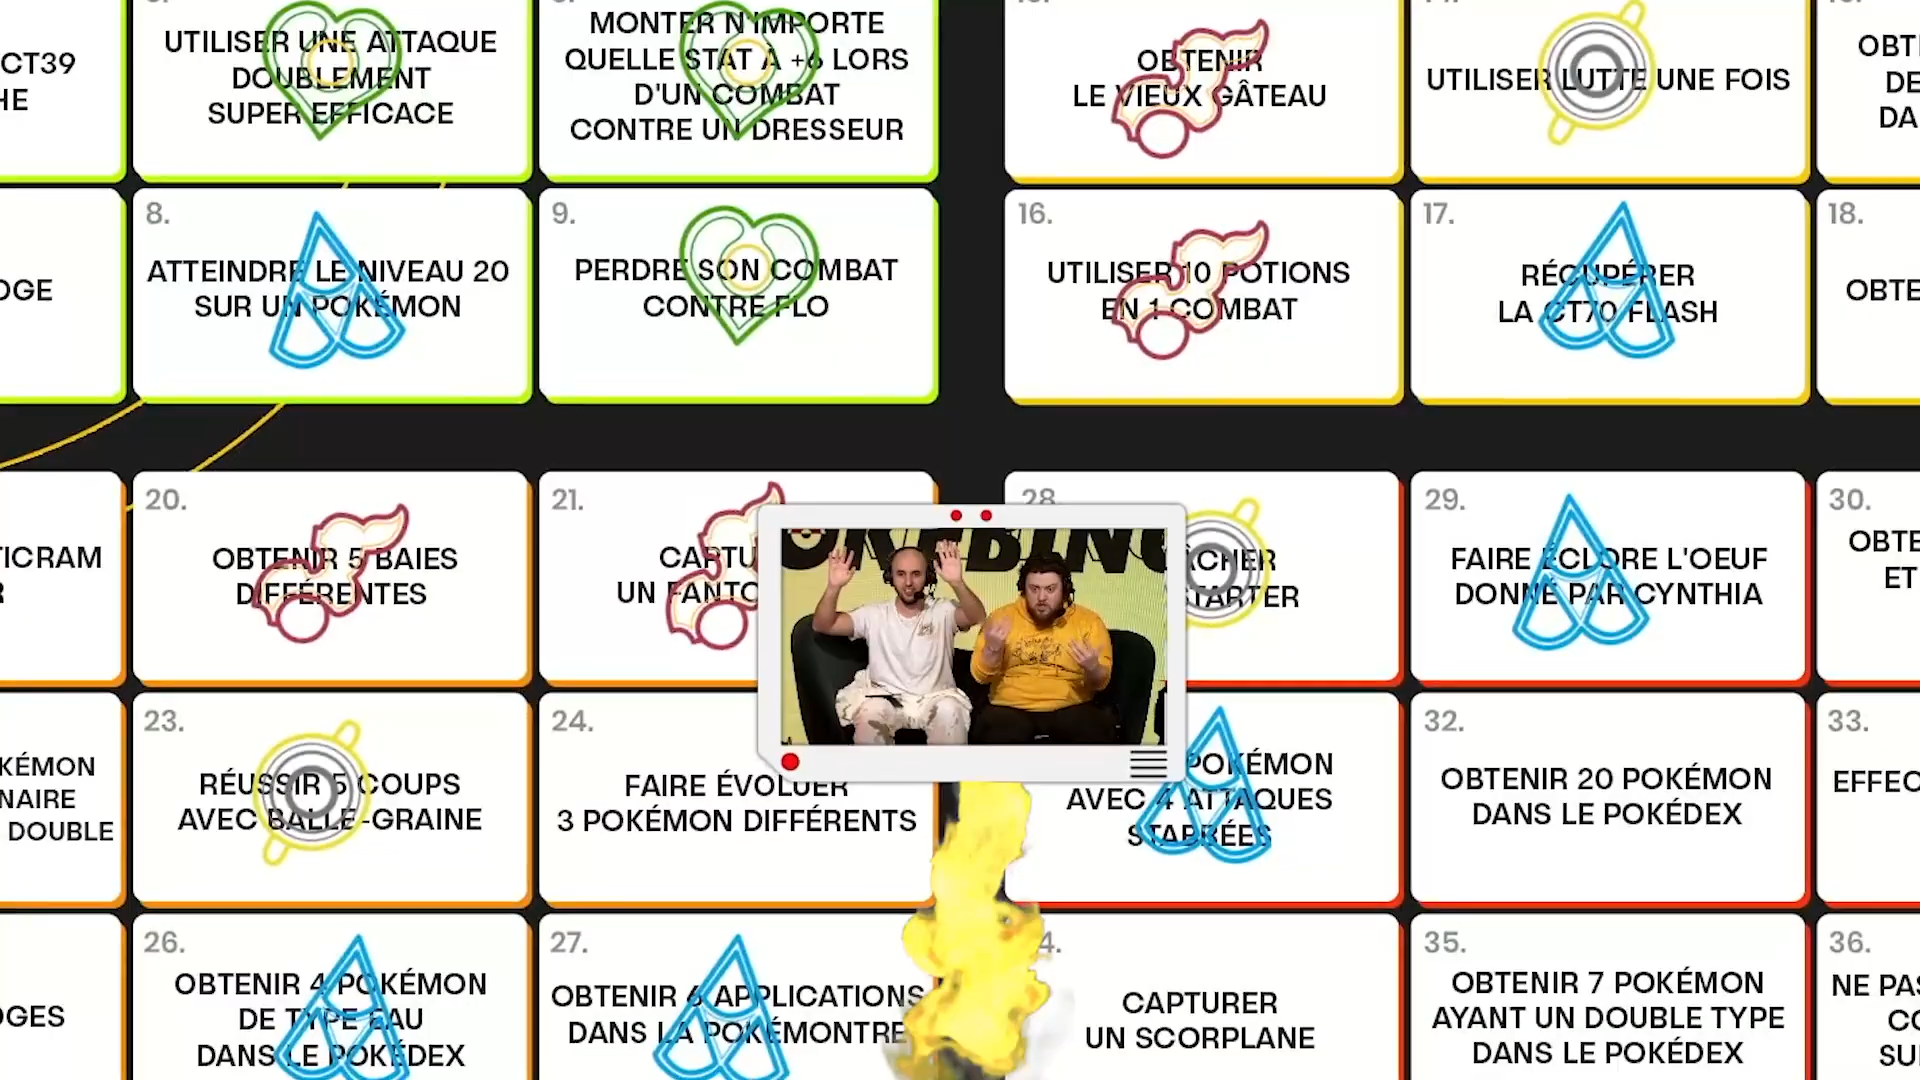 CT39
HE
UTILISER UNE ATTAQUE
DOUBLEMENT
SUPER EFFICACE
MONTER N'IMPORTE
QUELLE STAT À +6 LORS
D'UN COMBAT
CONTRE UN DRESSEUR
OBTENIR
LE VIEUX GÂTEAU
UTILISER LUTTE UNE FOIS
OBT
DE
DA
OGE
8.
ATTEINDRE LE NIVEAU 20
SUR UN POKÉMON
9.
PERDRE SON COMBAT
CONTRE FLO
16.
UTILISER 10 POTIONS
EN 1 COMBAT
17.
RÉCUPÉRER
LA CT70 FLASH
18.
OBTE
TICRAM
R
20.
OBTENIR 5 BAIES
DIFFÉRENTES
21.
CAPTU
UN FANTO
28
ÂCHER
STARTER
29.
FAIRE ÉCLORE L'OEUF
DONNÉ PAR CYNTHIA
30.
OBTE
ET
KÉMON
NAIRE
DOUBLE
23.
RÉUSSIR 5 COUPS
AVEC BALLE-GRAINE
24.
FAIRE ÉVOLUER
3 POKÉMON DIFFÉRENTS
POKÉMON
AVEC 4 ATTAQUES
STABBÉES
32.
OBTENIR 20 POKÉMON
DANS LE POKÉDEX
33.
EFFEC
OGES
26.
OBTENIR 4 POKÉMON
DE TYPE EAU
DANS LE POKÉDEX
27.
OBTENIR 6 APPLICATIONS
DANS LA POKÉMONTRE
4.
CAPTURER
UN SCORPLANE
35.
OBTENIR 7 POKÉMON
AYANT UN DOUBLE TYPE
DANS LE POKÉDEX
36.
NE PAS
CO
SU